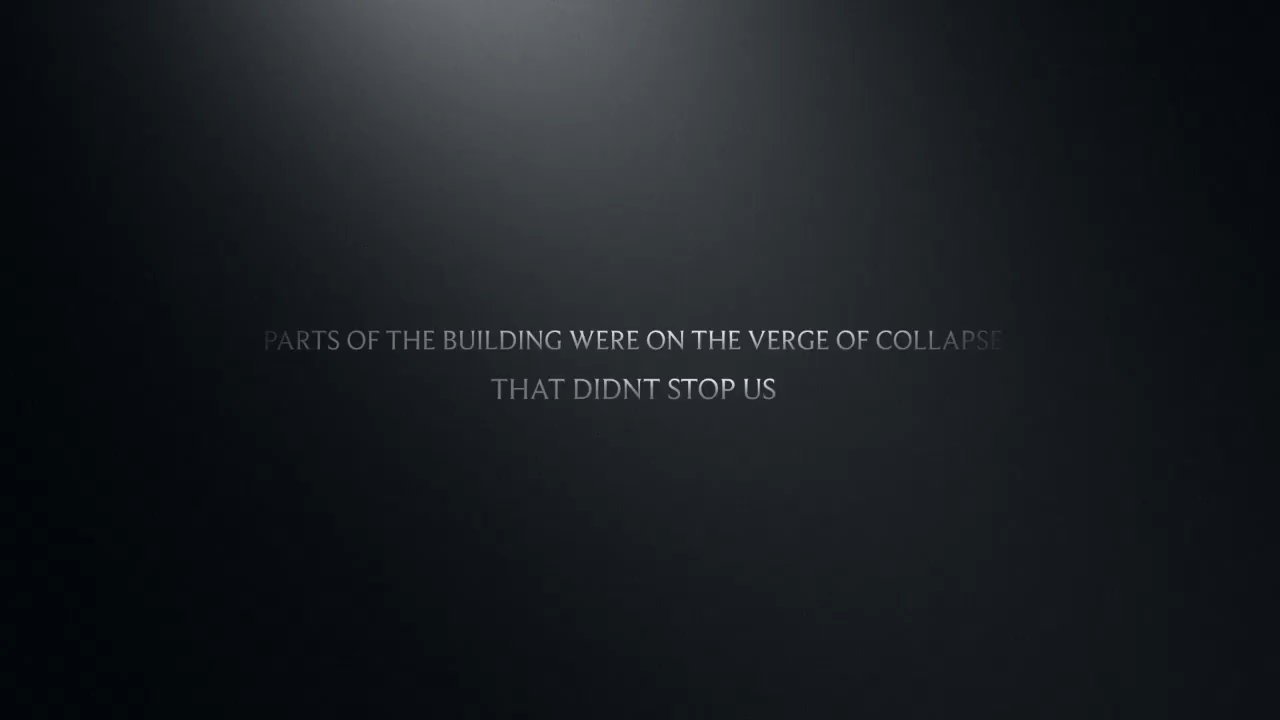 PARTS OF THE BUILDING WERE ON THE VERGE OF COLLAPSE
THAT DIDNT STOP US